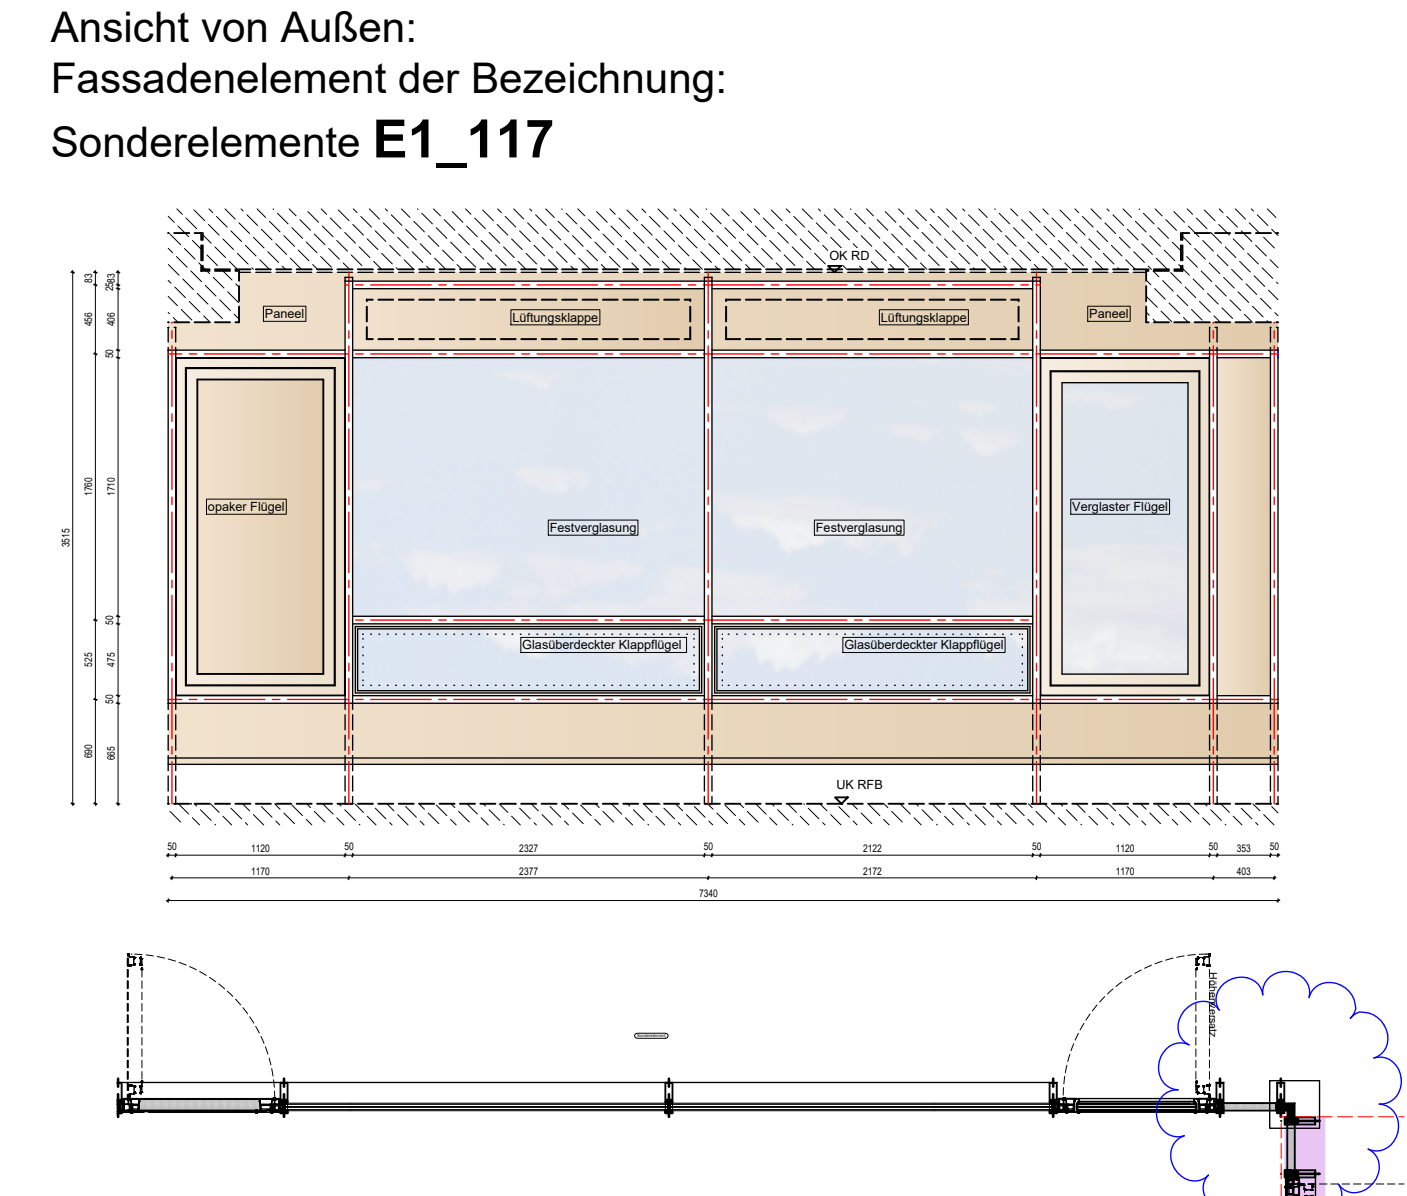 Ansicht von Außen:
Fassadenelement der Bezeichnung:
Sonderelemente E1_117
OK RD
Paneel
Lüftungsklappe
Lüftungsklappe
Paneel
opaker Flügel
Verglaster Flügel
Festverglasung
Festverglasung
Glasüberdeckter Klappflügel
Glasüberdeckter Klappflügel
UK RFB
3515
83
456
1760
525
690
406
50
1710
50
475
50
665
50 1120 50 2327 50 2122 50 1120 50 353 50
1170 2377 2172 1170 403
7340
Höhenversatz